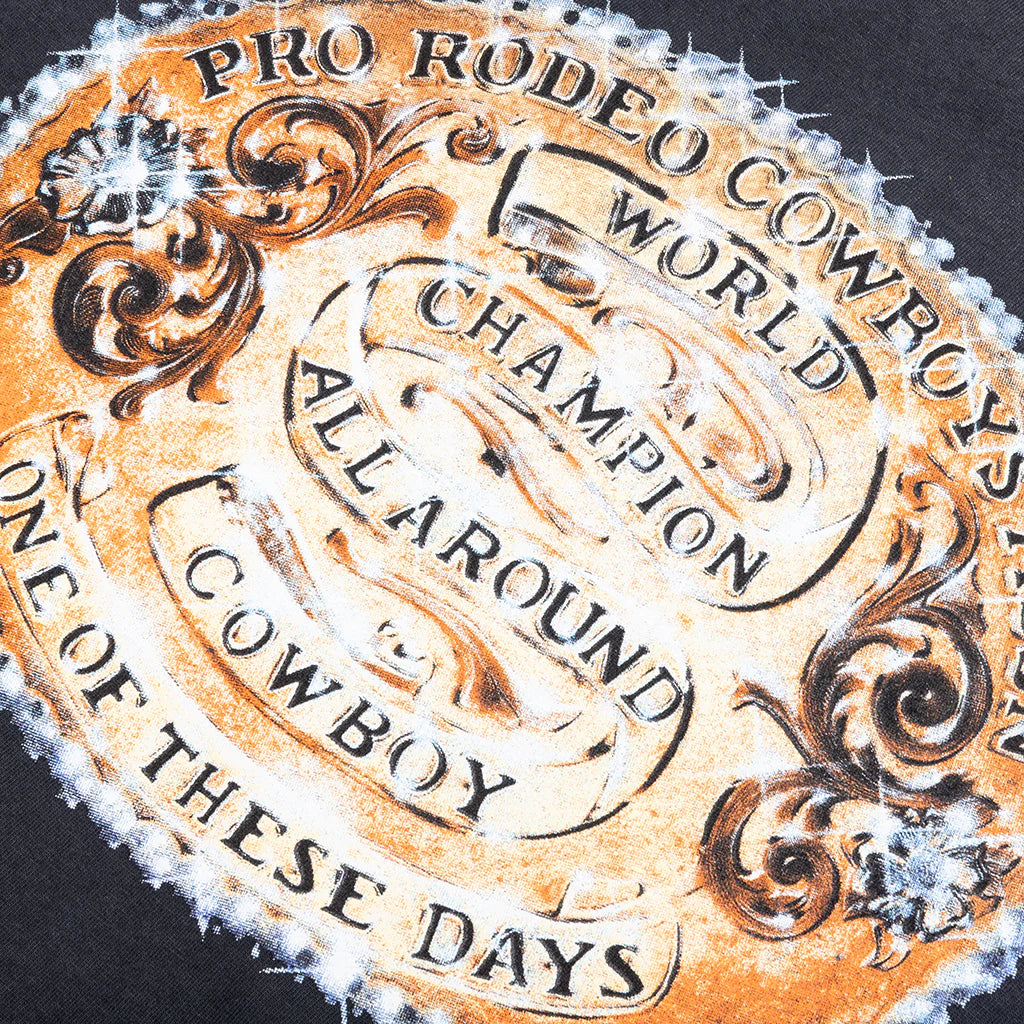 PRO RODEO COWBOYS
WORLD
CHAMPION
ALL AROUND
COWBOY
ONE OF THESE DAYS